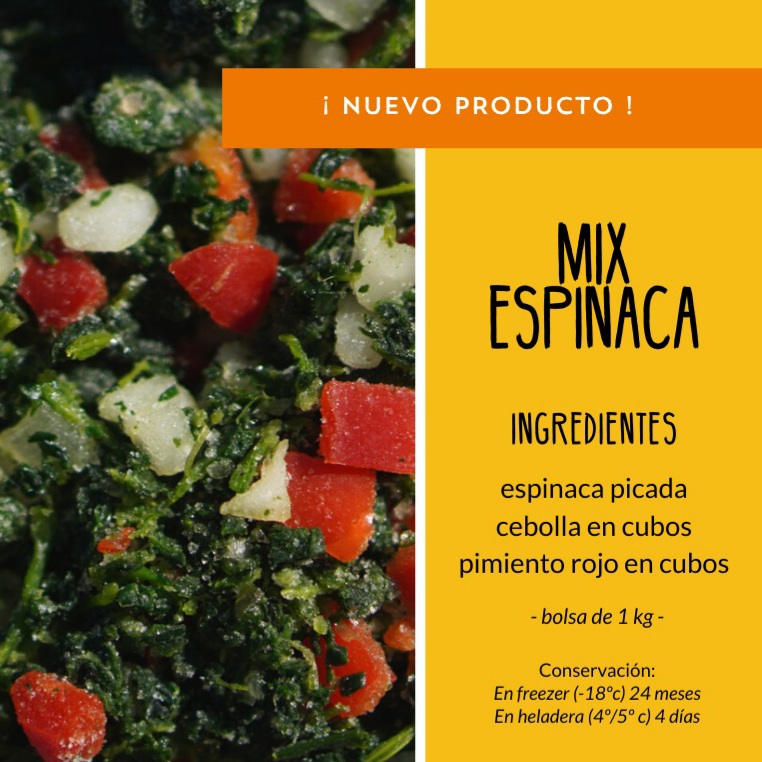 ¡ NUEVO PRODUCTO !
MIX
ESPINACA
INGREDIENTES
espinaca picada
cebolla en cubos
pimiento rojo en cubos
- bolsa de 1 kg -
Conservación:
En freezer (-18ºc) 24 meses
En heladera (4º/5º c) 4 días